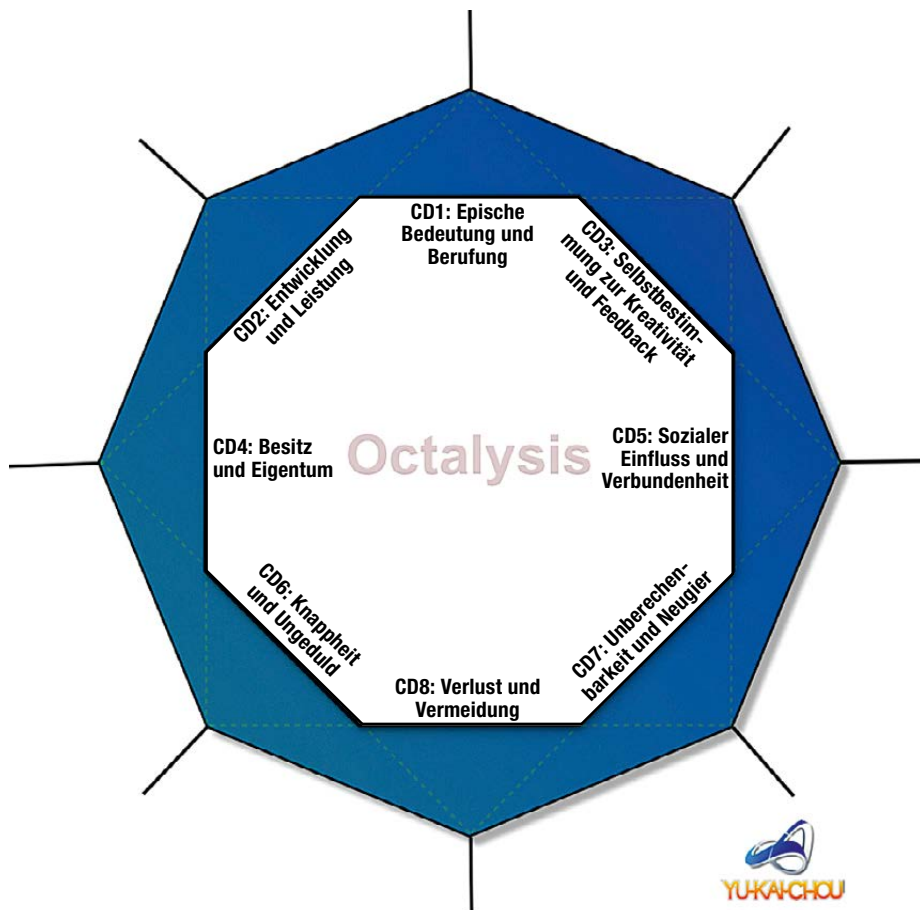 CD1: Epische
Bedeutung und
Berufung
CD2: Entwicklung
und Leistung
CD3: Selbstbestim-
mung zur Kreativität
und Feedback
CD4: Besitz
und Eigentum
Octalysis
CD5: Sozialer
Einfluss und
Verbundenheit
CD6: Knappheit
und Ungeduld
CD7: Unberechen-
barkeit und Neugier
CD8: Verlust und
Vermeidung
YU-KAI-CHOU